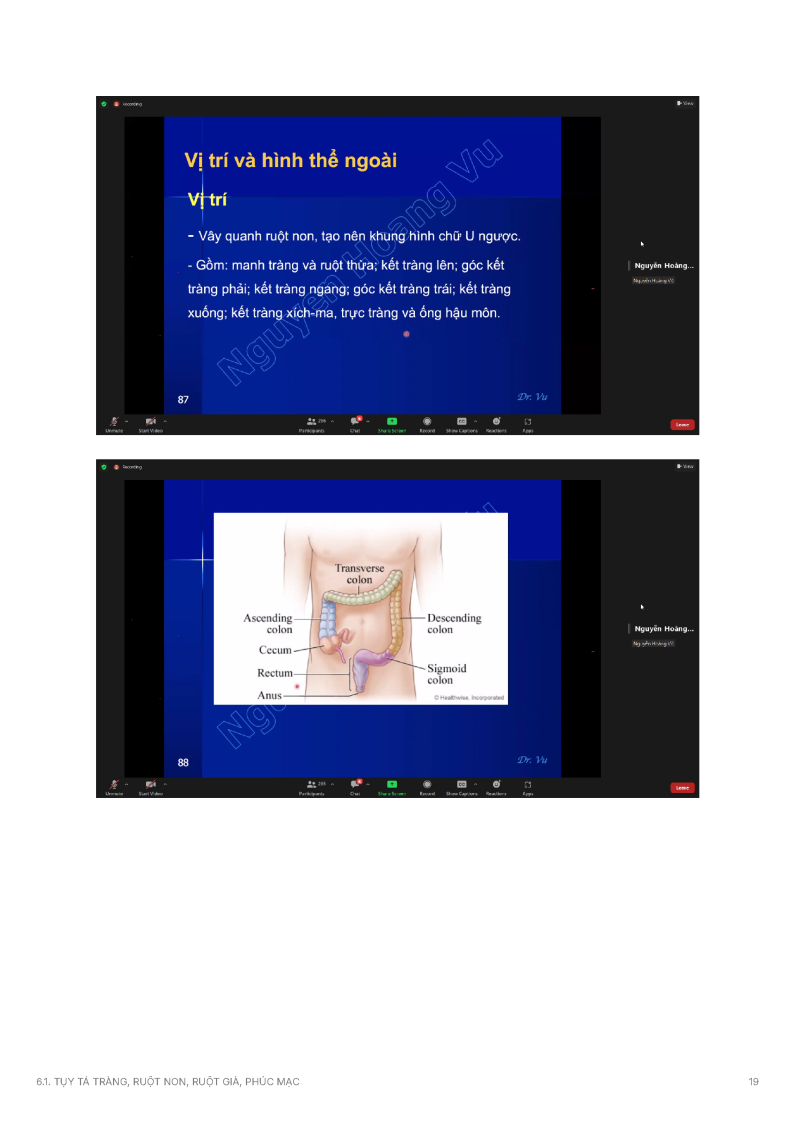 Recording
View
Vị trí và hình thể ngoài
Vị trí
- Vây quanh ruột non, tạo nên khung hình chữ U ngược.
- Gồm: manh tràng và ruột thừa; kết tràng lên; góc kết
tràng phải; kết tràng ngang; góc kết tràng trái; kết tràng
xuống; kết tràng xích-ma, trực tràng và ống hậu môn.
Nguyen Hoang Vu
87
Dr. Vu
Nguyễn Hoàng...
Nguyễn Hoàng Vũ
Unmute
Start Video
Participants
Chat
Share Screen
Record
Show Captions
Reactions
Apps
Leave
Recording
View
Transverse
colon
Ascending
colon
Descending
colon
Cecum
Rectum
Sigmoid
colon
Anus
© Healthwise, Incorporated
88
Dr. Vu
Nguyễn Hoàng...
Nguyễn Hoàng Vũ
Unmute
Start Video
Participants
Chat
Share Screen
Record
Show Captions
Reactions
Apps
Leave
6.1. TỤY TÁ TRÀNG, RUỘT NON, RUỘT GIÀ, PHÚC MẠC
19